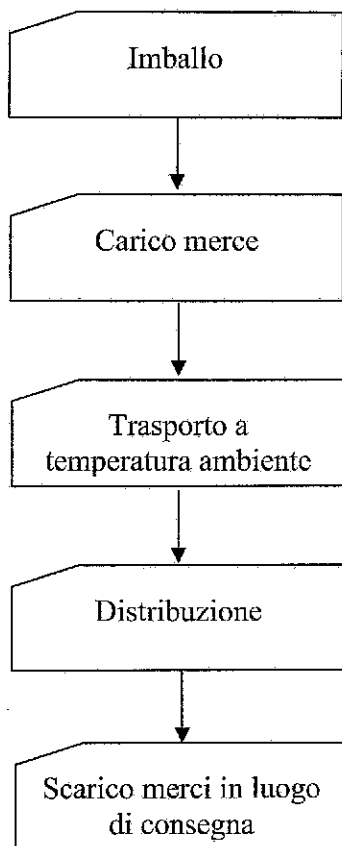 Imballo
Carico merce
Trasporto a
temperatura ambiente
Distribuzione
Scarico merci in luogo
di consegna